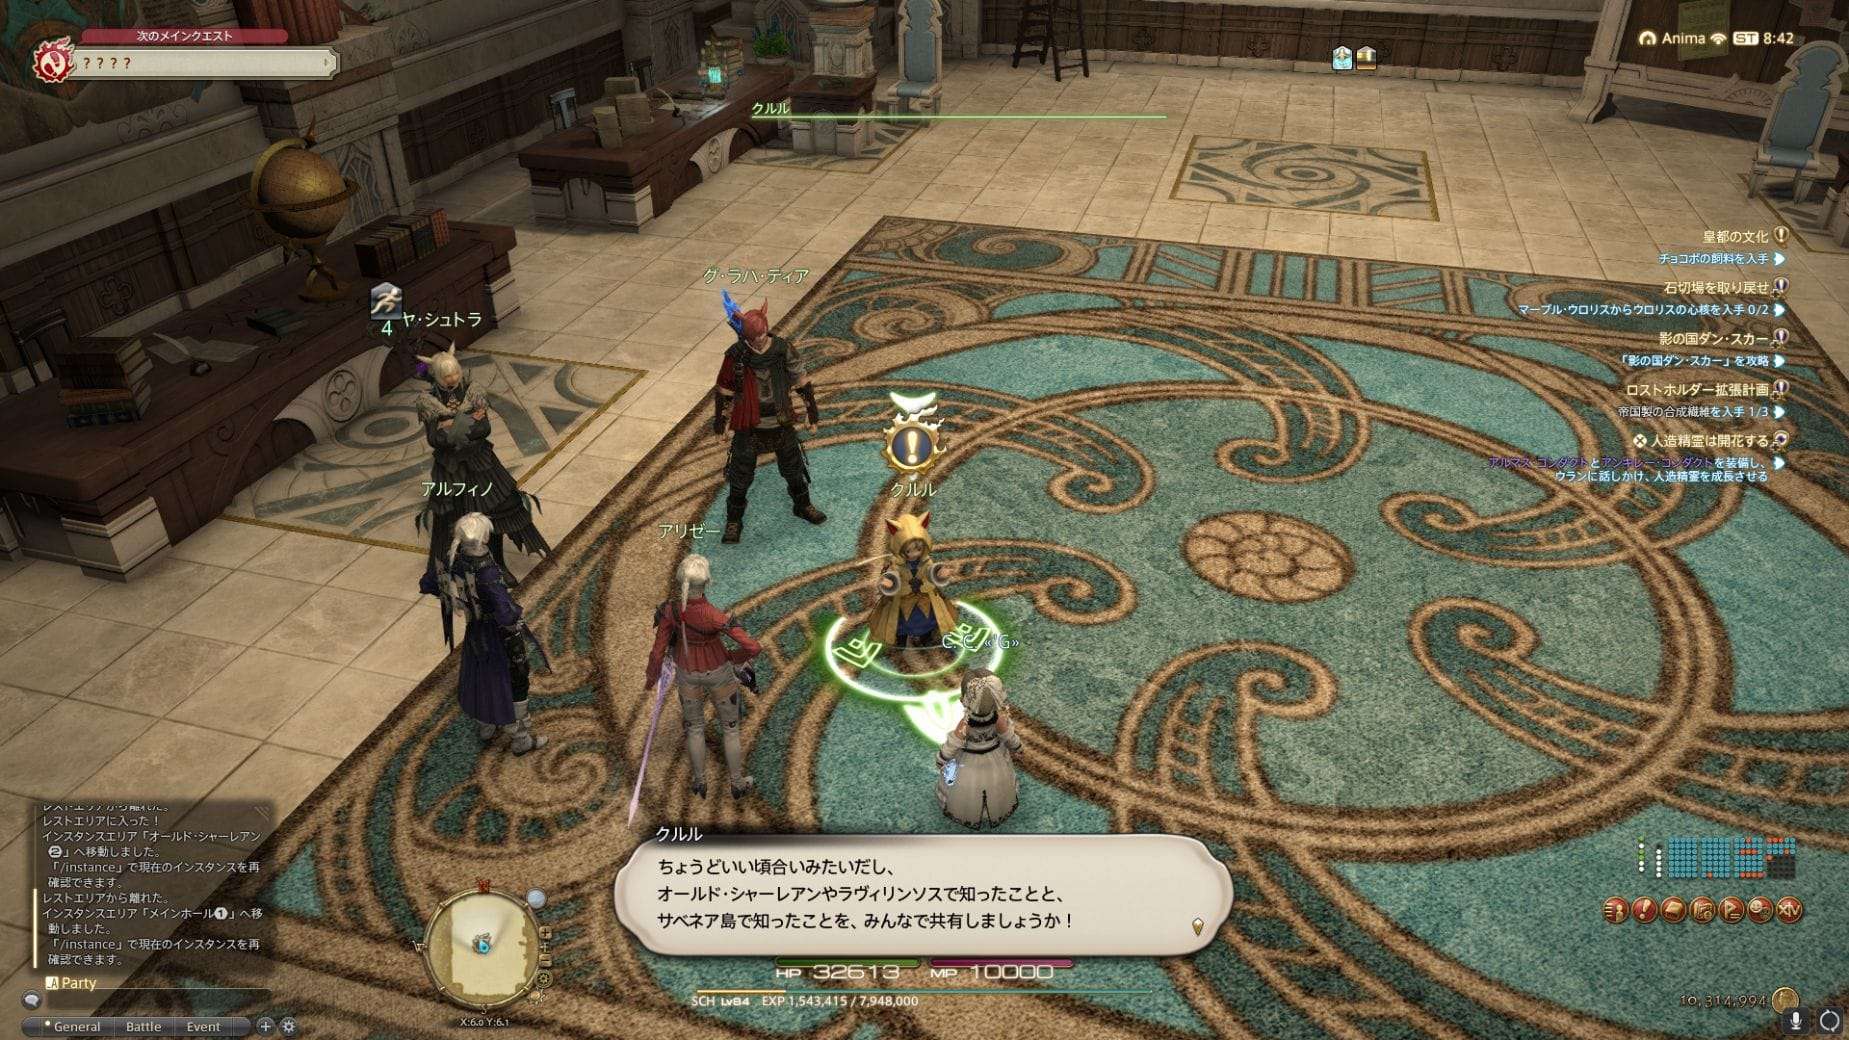 次のメインクエスト
????
Anima ST 8:42
クルル
皇都の文化
チョコボの飼料を入手
石切場を取り戻せ
マーブル・ウロリスからウロリスの心核を入手 0/2
影の国ダン・スカー
「影の国ダン・スカー」を攻略
ロストホルダー拡張計画
帝国製の合成繊維を入手 1/3
人造精霊は開花する
アルマス・コンダクトとアンキレー・コンダクトを装備し、
ウランに話しかけ、人造精霊を成長させる
グ・ラハ・ティア
4
ヤ・シュトラ
アルフィノ
アリゼー
クルル
C. C. «G»
クルル
ちょうどいい頃合いみたいだし、
オールド・シャーレアンやラヴィリンソスで知ったことと、
サベネア島で知ったことを、みんなで共有しましょうか！
レストエリアから離れた。
レストエリアに入った！
インスタンスエリア「オールド・シャーレアン
2」へ移動しました。
「/instance」で現在のインスタンスを再
確認できます。
レストエリアから離れた。
インスタンスエリア「メインホール1」へ移
動しました。
「/instance」で現在のインスタンスを再
確認できます。
Party
General Battle Event
X:6.0 Y:6.1
HP 32613 MP 10000
SCH Lv84 EXP 1,543,415 / 7,948,000
XIV
10,314,994